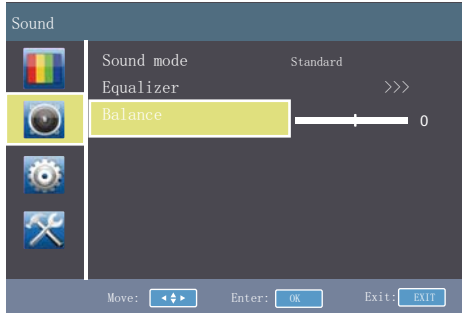 Sound
Sound mode Standard
Equalizer >>>
Balance 0
Move: Enter: OK Exit: EXIT